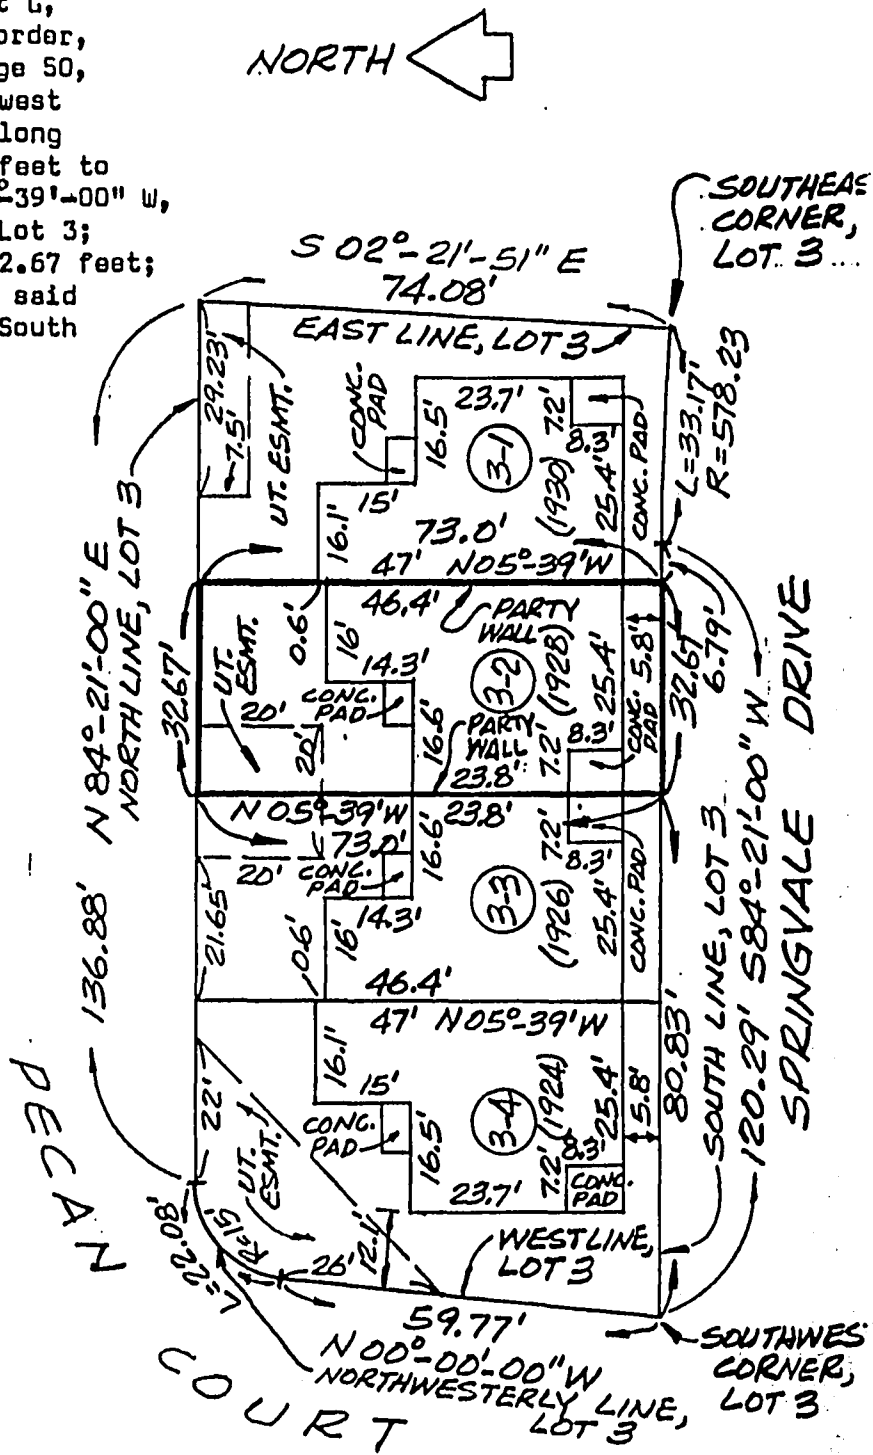 order,
ge 50,
west
long
feet to
-39'-00" W,
Lot 3;
2.67 feet;
said
South
NORTH
SOUTHEAS
CORNER,
LOT 3
S 02°-21'-51" E
74.08'
EAST LINE, LOT 3
29.23'
7.5'
UT. ESMT.
CONC.
PAD
16.5'
23.7'
7.2'
8.3'
3-1
(1930)
25.4'
CONC. PAD
L=33.17'
R=578.23
15'
16.1'
73.0'
47' N05°-39'W
N 84°-21'-00" E
NORTH LINE, LOT 3
136.88'
32.67'
46.4'
PARTY
WALL
0.6'
16'
UT.
ESMT.
14.3'
CONC.
PAD
3-2
(1928)
25.4'
CONC.
PAD
5.8'
32.67
6.79'
20'
20'
16.6'
PARTY
WALL
7.2'
8.3'
23.8'
N 05°-39'W
23.8'
73.0'
20'
CONC.
PAD
16.6'
7.2'
8.3'
14.3'
3-3
(1926)
25.4'
CONC. PAD
21.65'
0.6'
16'
46.4'
47' N05°-39'W
SOUTH LINE, LOT 3
120.29' S84°-21'-00" W
SPRINGVALE DRIVE
80.83'
16.1'
15'
CONC.
PAD
16.5'
3-4
(1924)
25.4'
5.8'
8.3'
7.2'
CONC.
PAD
23.7'
22'
UT.
ESMT.
R=15'
L=22.08'
26'
12.1'
WEST LINE,
LOT 3
59.77'
N 00°-00'-00" W
NORTHWESTERLY LINE,
LOT 3
SOUTHWES
CORNER,
LOT 3
PECAN
COURT